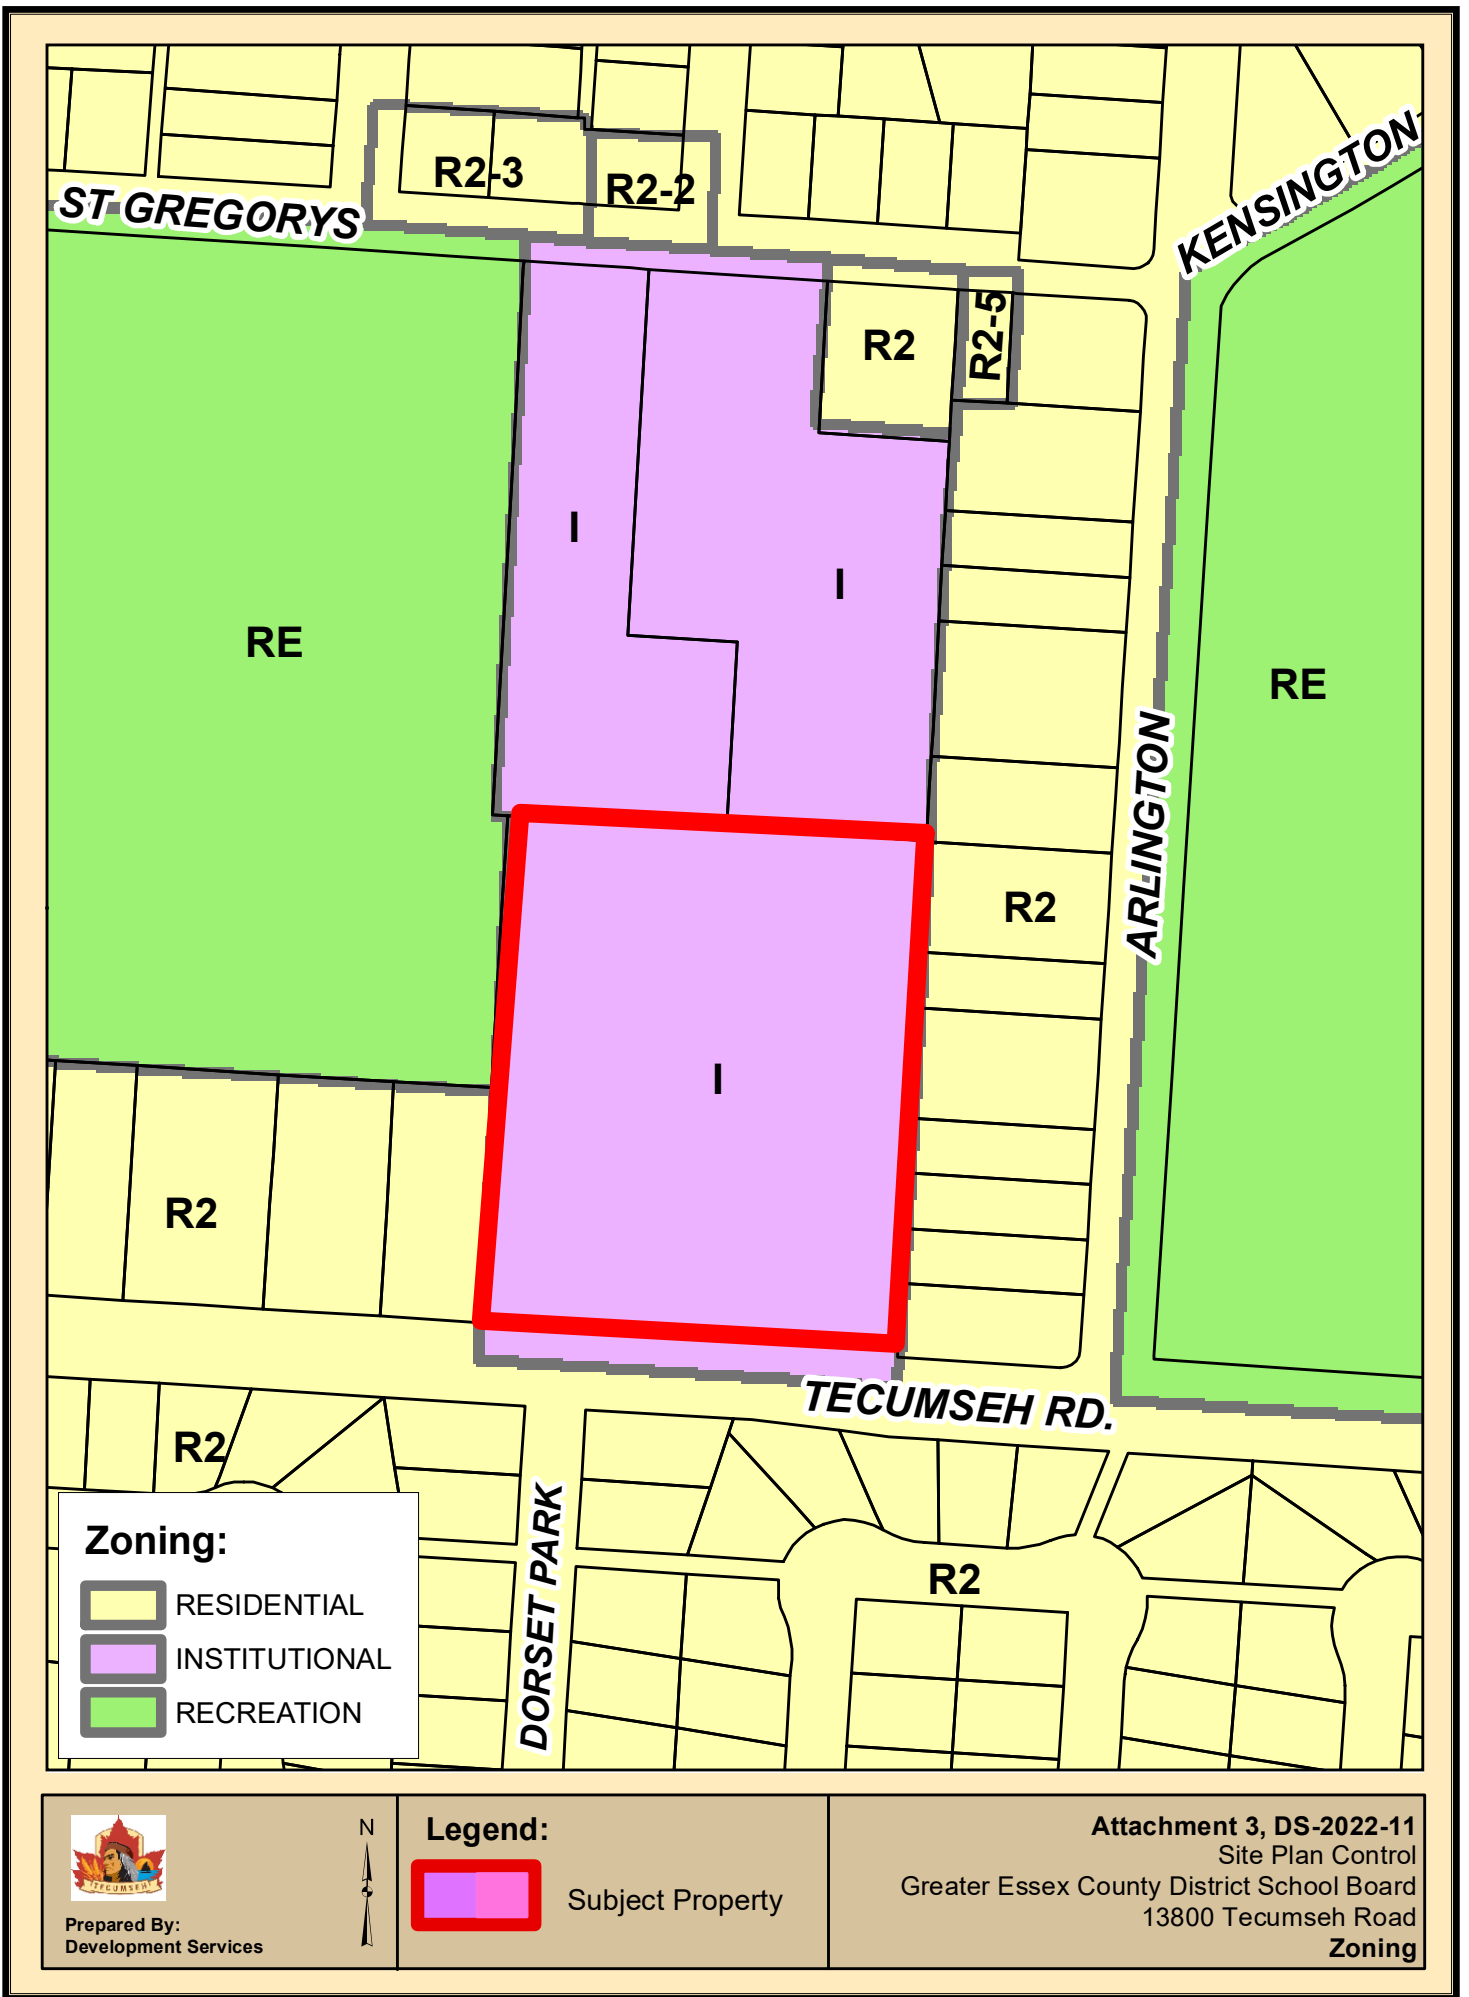 R2-3
R2-2
ST GREGORYS
KENSINGTON
R2
R2-5
I
I
RE
RE
ARLINGTON
R2
I
R2
TECUMSEH RD.
R2
DORSET PARK
R2
Zoning:
RESIDENTIAL
INSTITUTIONAL
RECREATION
TECUMSEH
Prepared By:
Development Services
N
Legend:
Subject Property
Attachment 3, DS-2022-11
Site Plan Control
Greater Essex County District School Board
13800 Tecumseh Road
Zoning